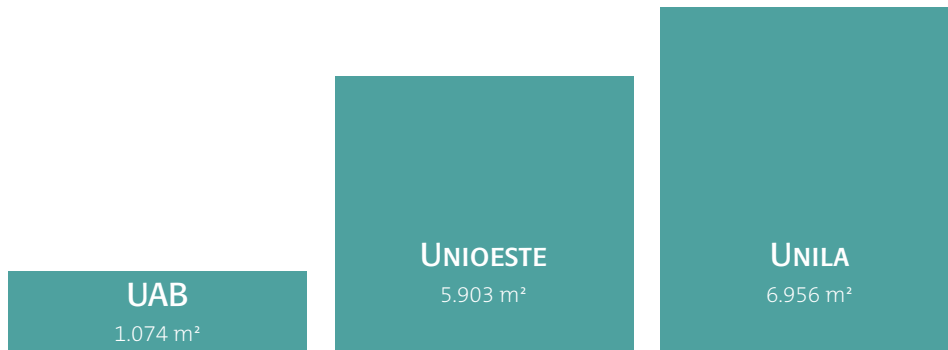 UAB
1.074 m²
UNIOESTE
5.903 m²
UNILA
6.956 m²